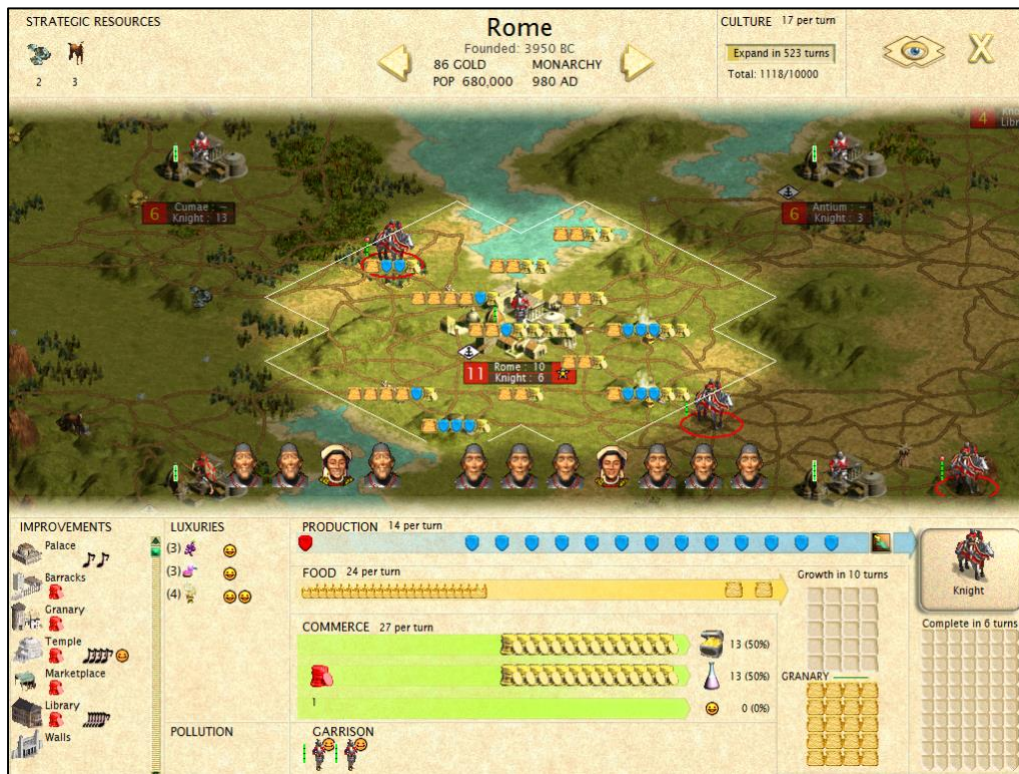 STRATEGIC RESOURCES
2
3
Rome
Founded: 3950 BC
86 GOLD MONARCHY
POP 680,000 980 AD
CULTURE 17 per turn
Expand in 523 turns
Total: 1118/10000
X
4
6
Cumae : --
Knight : 13
6
Antium : --
Knight : 3
11
Rome : 10
Knight : 6
IMPROVEMENTS
Palace
Barracks
Granary
Temple
Marketplace
Library
Walls
LUXURIES
(3)
(3)
(4)
POLLUTION
PRODUCTION 14 per turn
FOOD 24 per turn
COMMERCE 27 per turn
13 (50%)
13 (50%)
1
0 (0%)
GARRISON
Growth in 10 turns
GRANARY
Knight
Complete in 6 turns